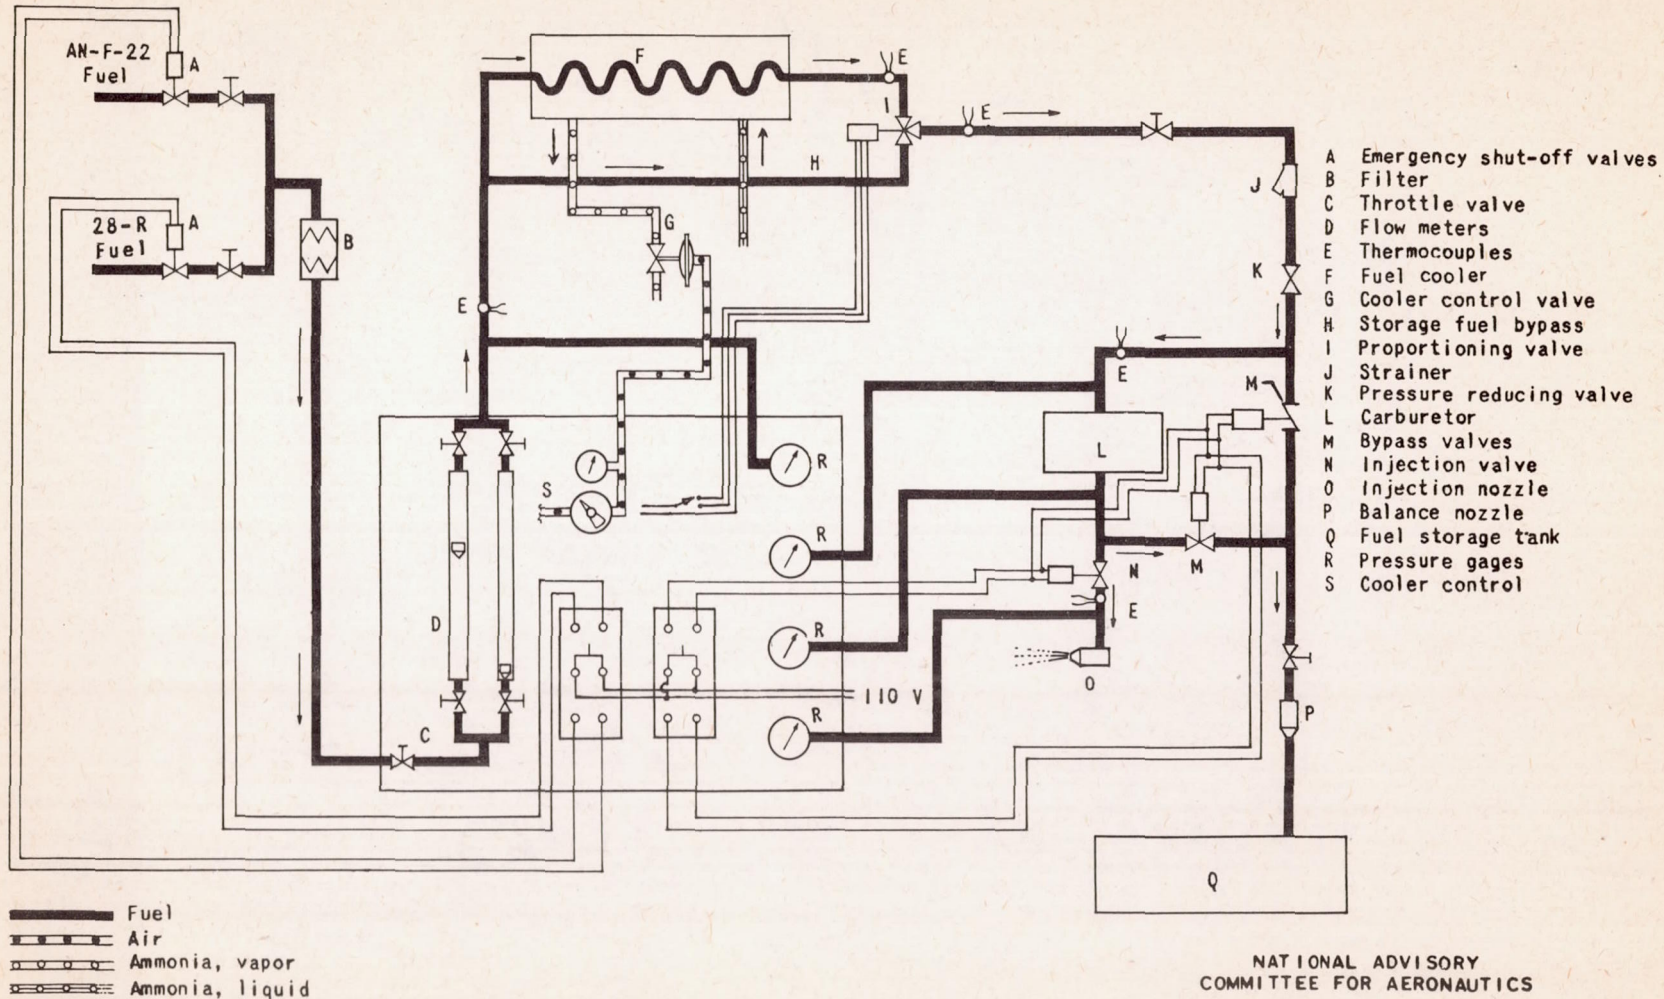 AN-F-22
Fuel
A
28-R
Fuel
A
B
C
D
E
F
E
I
E
H
G
J
K
E
M
L
M
N
E
O
P
Q
S
R
R
R
R
110 V
A Emergency shut-off valves
B Filter
C Throttle valve
D Flow meters
E Thermocouples
F Fuel cooler
G Cooler control valve
H Storage fuel bypass
I Proportioning valve
J Strainer
K Pressure reducing valve
L Carburetor
M Bypass valves
N Injection valve
O Injection nozzle
P Balance nozzle
Q Fuel storage tank
R Pressure gages
S Cooler control
Fuel
Air
Ammonia, vapor
Ammonia, liquid
NATIONAL ADVISORY
COMMITTEE FOR AERONAUTICS